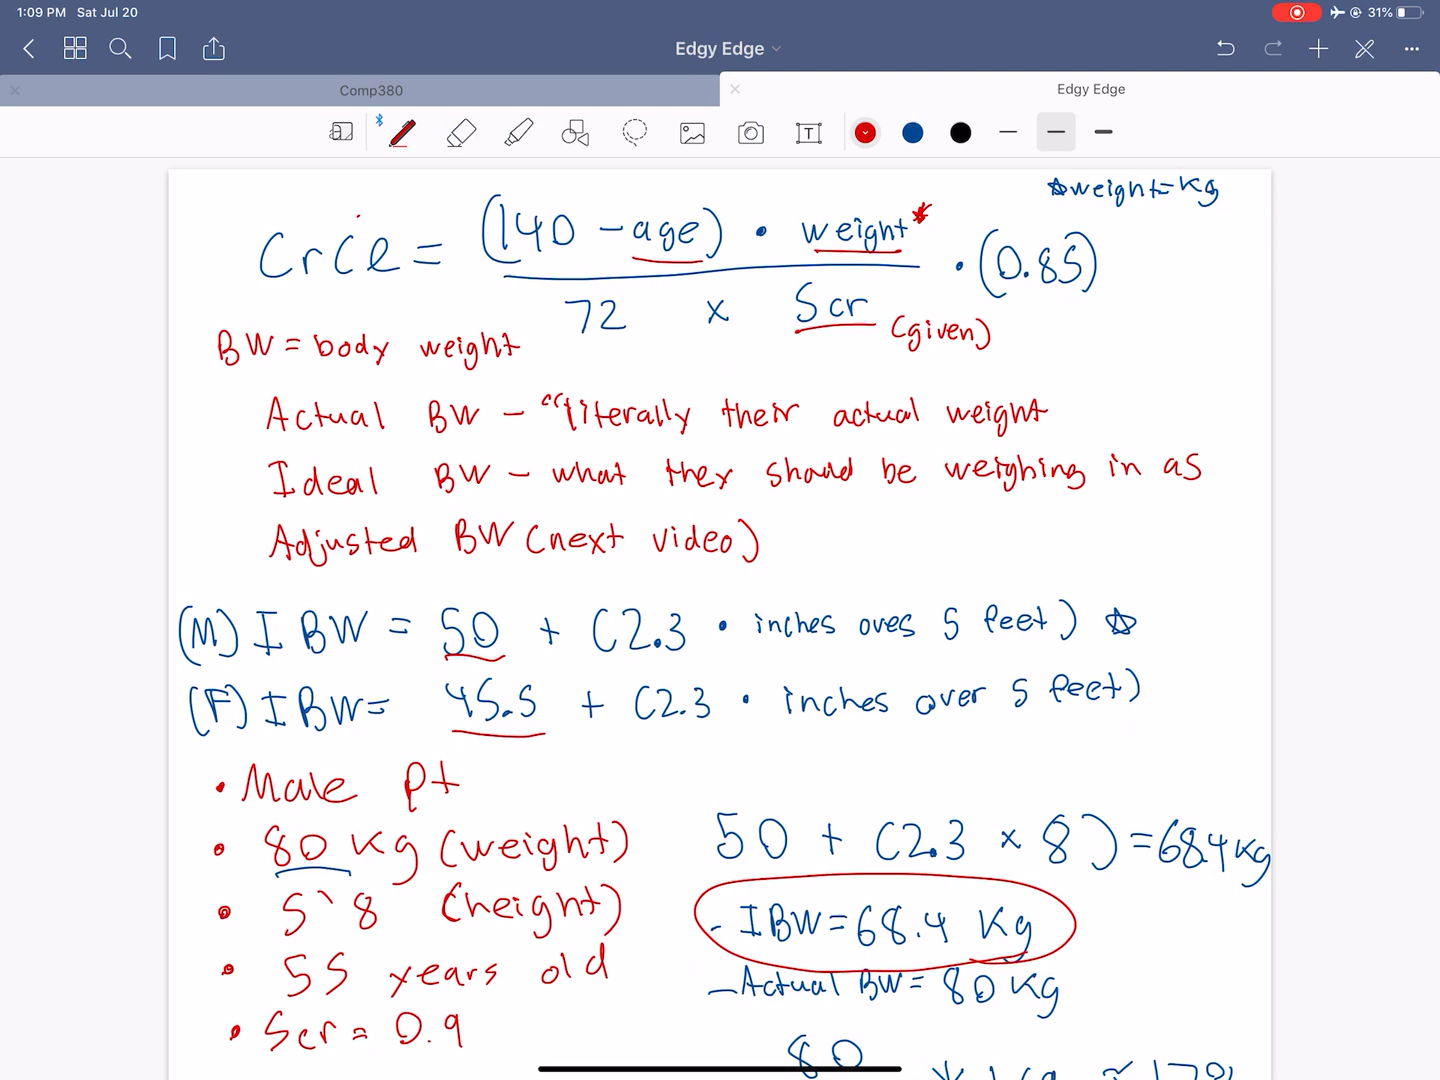 1:09 PM Sat Jul 20
31%
Edgy Edge
Comp380
Edgy Edge
T
☆weight=Kg
CrCl = (140 - age) • weight* / 72 x Scr • (0.85)
(given)
BW = body weight
Actual BW - "literally their actual weight
Ideal BW - what they should be weighing in as
Adjusted BW (next video)
(M) IBW = 50 + (2.3 • inches over 5 feet) ☆
(F) IBW = 45.5 + (2.3 • inches over 5 feet)
• Male pt
• 80 kg (weight)
• 5`8 (height)
• 55 years old
• Scr = 0.9
50 + (2.3 x 8) = 68.4 kg
- IBW = 68.4 Kg
- Actual BW = 80 Kg
80